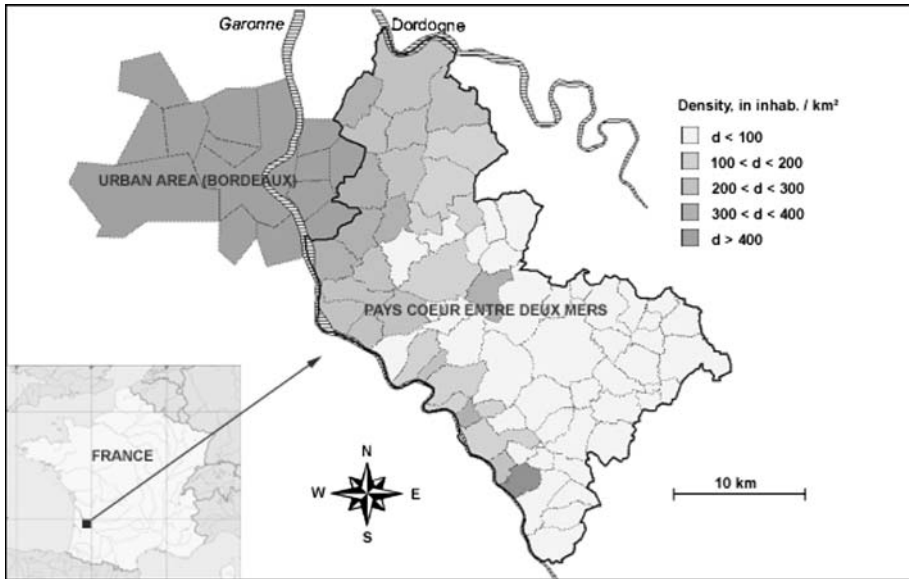 Garonne
Dordogne
Density, in inhab. / km²
d < 100
100 < d < 200
200 < d < 300
300 < d < 400
d > 400
URBAN AREA (BORDEAUX)
PAYS COEUR ENTRE DEUX MERS
FRANCE
N
W
E
S
10 km